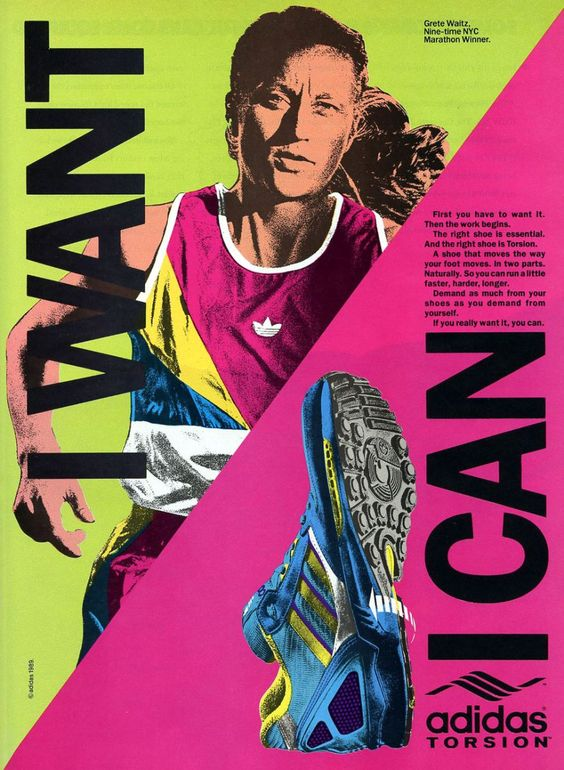 Grete Waitz,
Nine-time NYC
Marathon Winner.
I WANT
First you have to want it.
Then the work begins.
The right shoe is essential.
And the right shoe is Torsion.
A shoe that moves the way
your foot moves. In two parts.
Naturally. So you can run a little
faster, harder, longer.
Demand as much from your
shoes as you demand from
yourself.
If you really want it, you can.
I CAN
adidas
TORSION™
© adidas 1989.